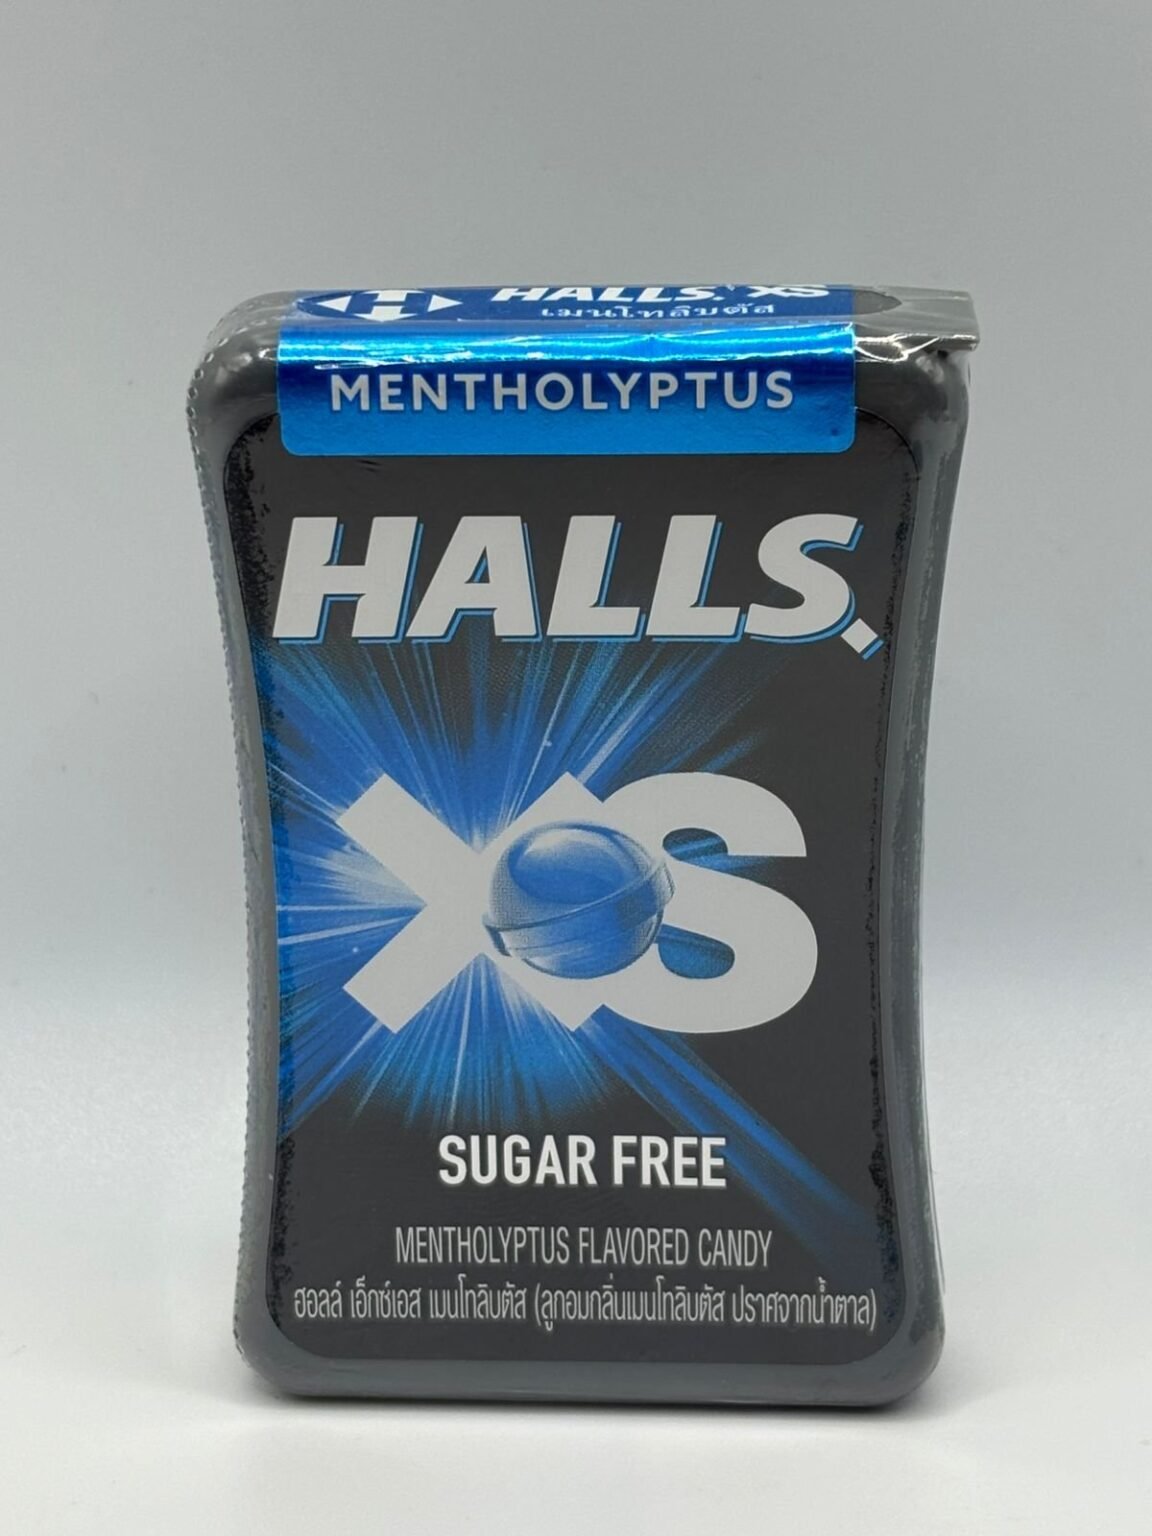 HALLS. XS
เมนโทลิบตัส
MENTHOLYPTUS
HALLS.
XS
SUGAR FREE
MENTHOLYPTUS FLAVORED CANDY
ฮอลล์ เอ็กซ์เอส เมนโทลิบตัส (ลูกอมกลิ่นเมนโทลิบตัส ปราศจากน้ำตาล)